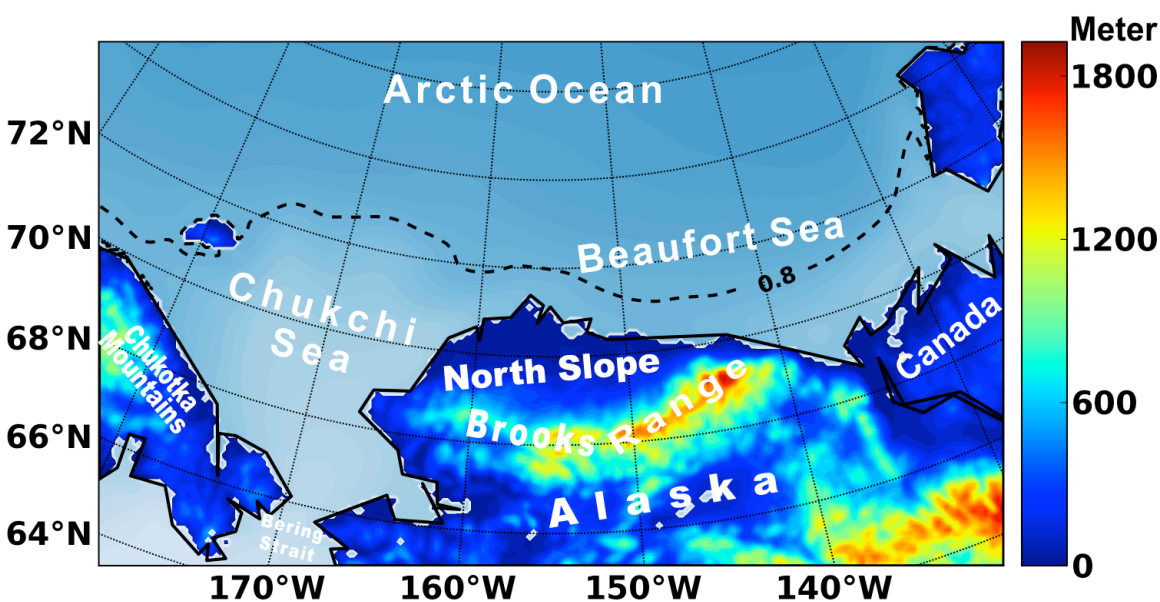 Meter
Arctic Ocean
1800
72°N
Beaufort Sea
70°N
1200
0.8
Chukchi
Sea
68°N
Canada
Chukotka
Mountains
North Slope
Brooks Range
600
66°N
Alaska
Bering
Strait
64°N
0
170°W
160°W
150°W
140°W